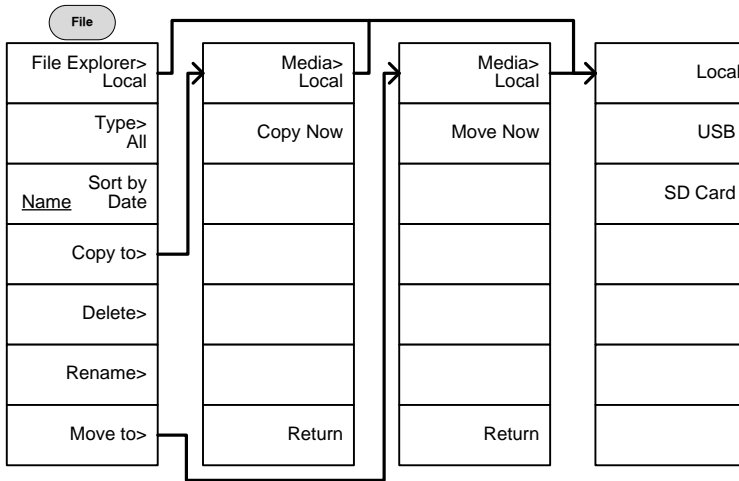 File
File Explorer>
Local
Type>
All
Sort by
Name Date
Copy to>
Delete>
Rename>
Move to>
Media>
Local
Copy Now
Return
Media>
Local
Move Now
Return
Local
USB
SD Card